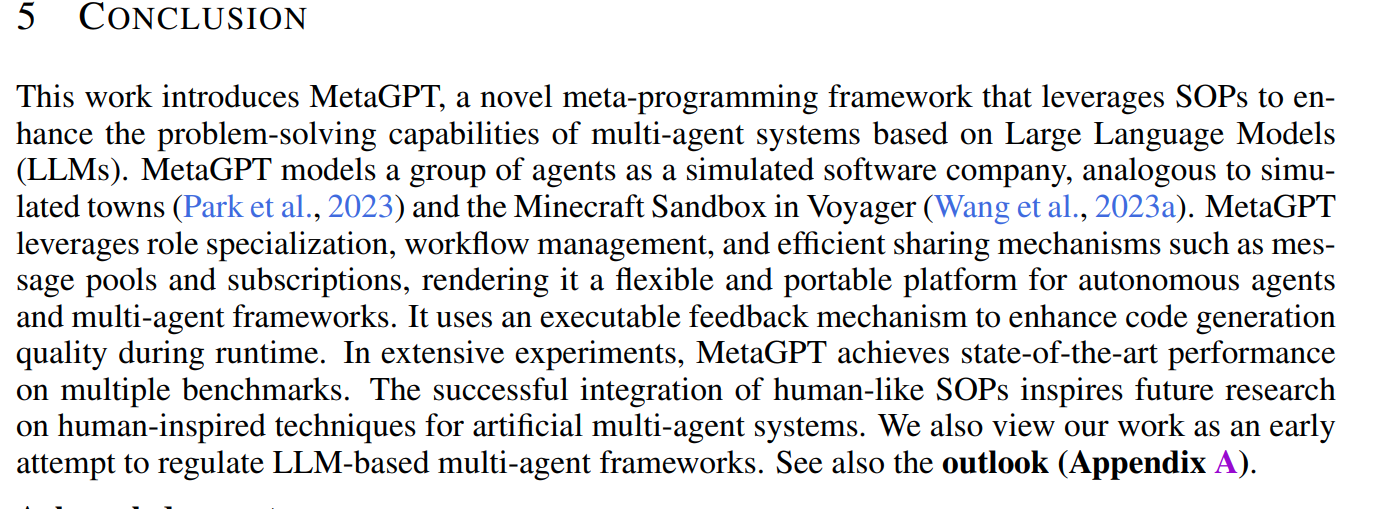 5 CONCLUSION
This work introduces MetaGPT, a novel meta-programming framework that leverages SOPs to en-
hance the problem-solving capabilities of multi-agent systems based on Large Language Models
(LLMs). MetaGPT models a group of agents as a simulated software company, analogous to simu-
lated towns (Park et al., 2023) and the Minecraft Sandbox in Voyager (Wang et al., 2023a). MetaGPT
leverages role specialization, workflow management, and efficient sharing mechanisms such as mes-
sage pools and subscriptions, rendering it a flexible and portable platform for autonomous agents
and multi-agent frameworks. It uses an executable feedback mechanism to enhance code generation
quality during runtime. In extensive experiments, MetaGPT achieves state-of-the-art performance
on multiple benchmarks. The successful integration of human-like SOPs inspires future research
on human-inspired techniques for artificial multi-agent systems. We also view our work as an early
attempt to regulate LLM-based multi-agent frameworks. See also the outlook (Appendix A).